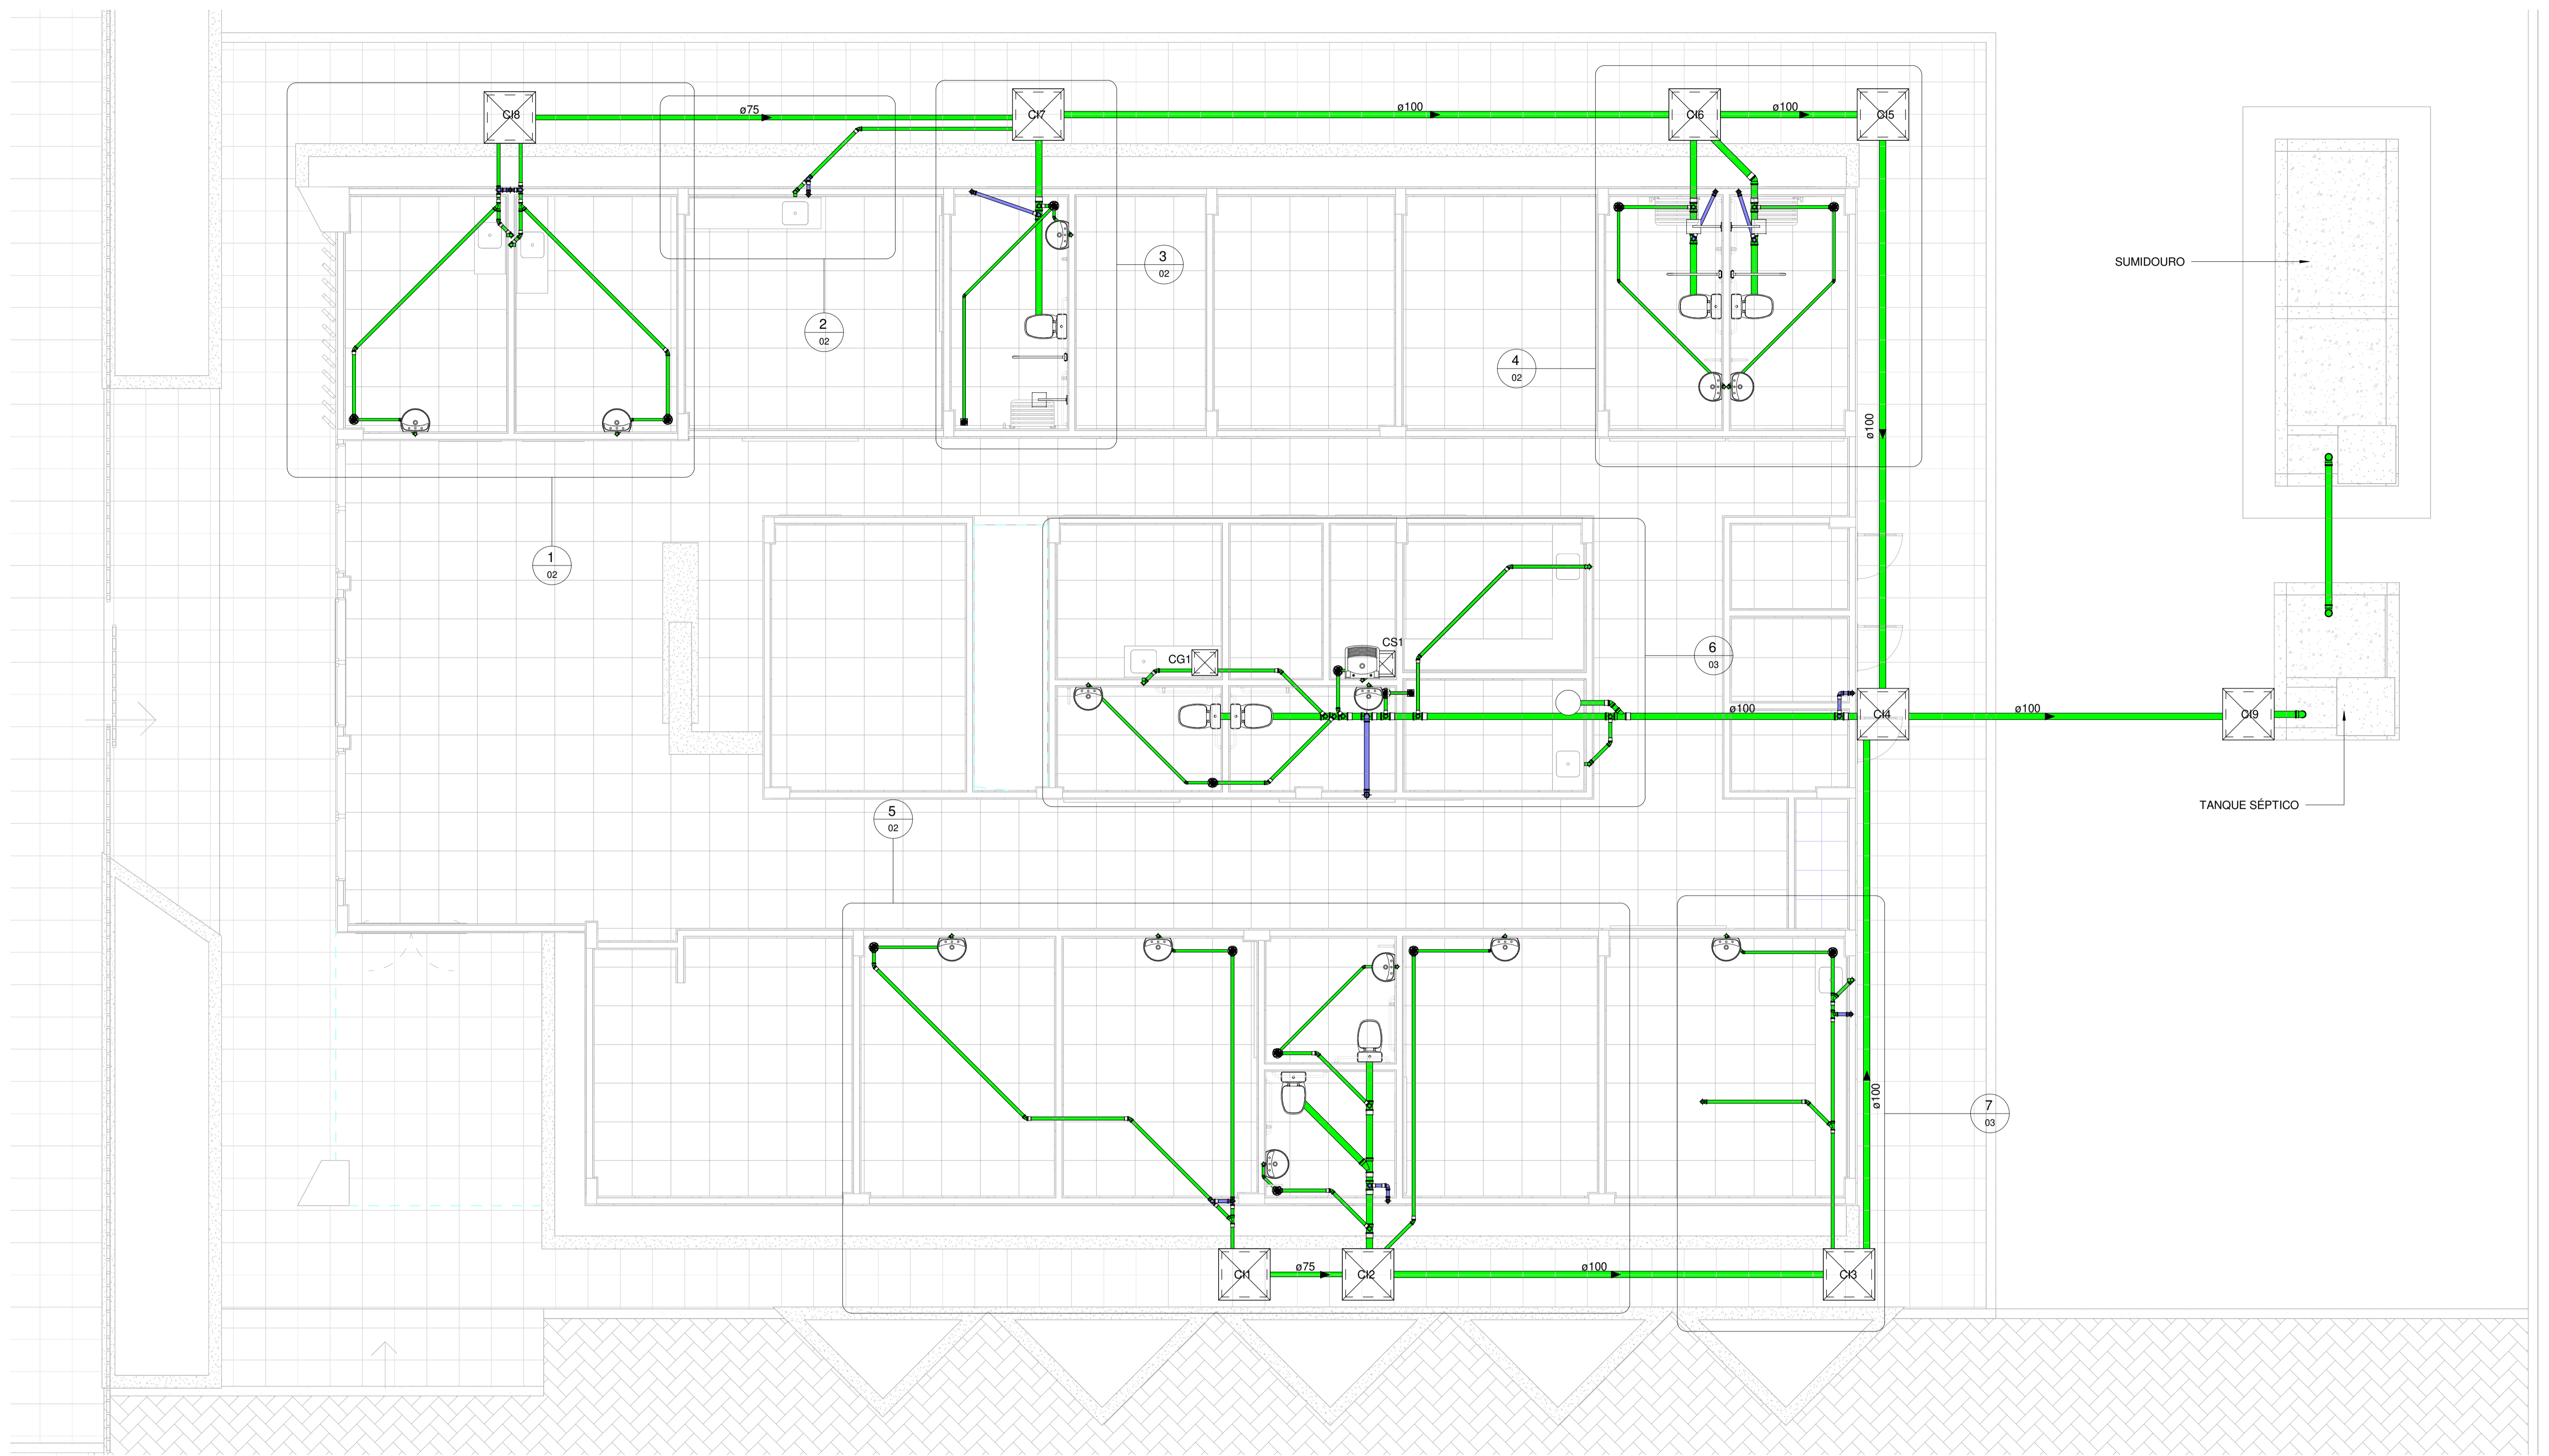 CI8
ø75
CI7
ø100
CI6
ø100
CI5
SUMIDOURO
3
02
2
02
4
02
ø100
1
02
CS1
CG1
6
03
ø100
CI4
ø100
CI9
TANQUE SÉPTICO
5
02
ø100
7
03
CI1
ø75
CI2
ø100
CI3